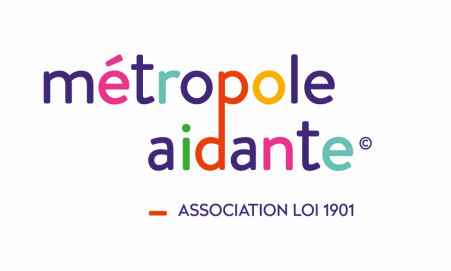 métropole
aidante©
ASSOCIATION LOI 1901